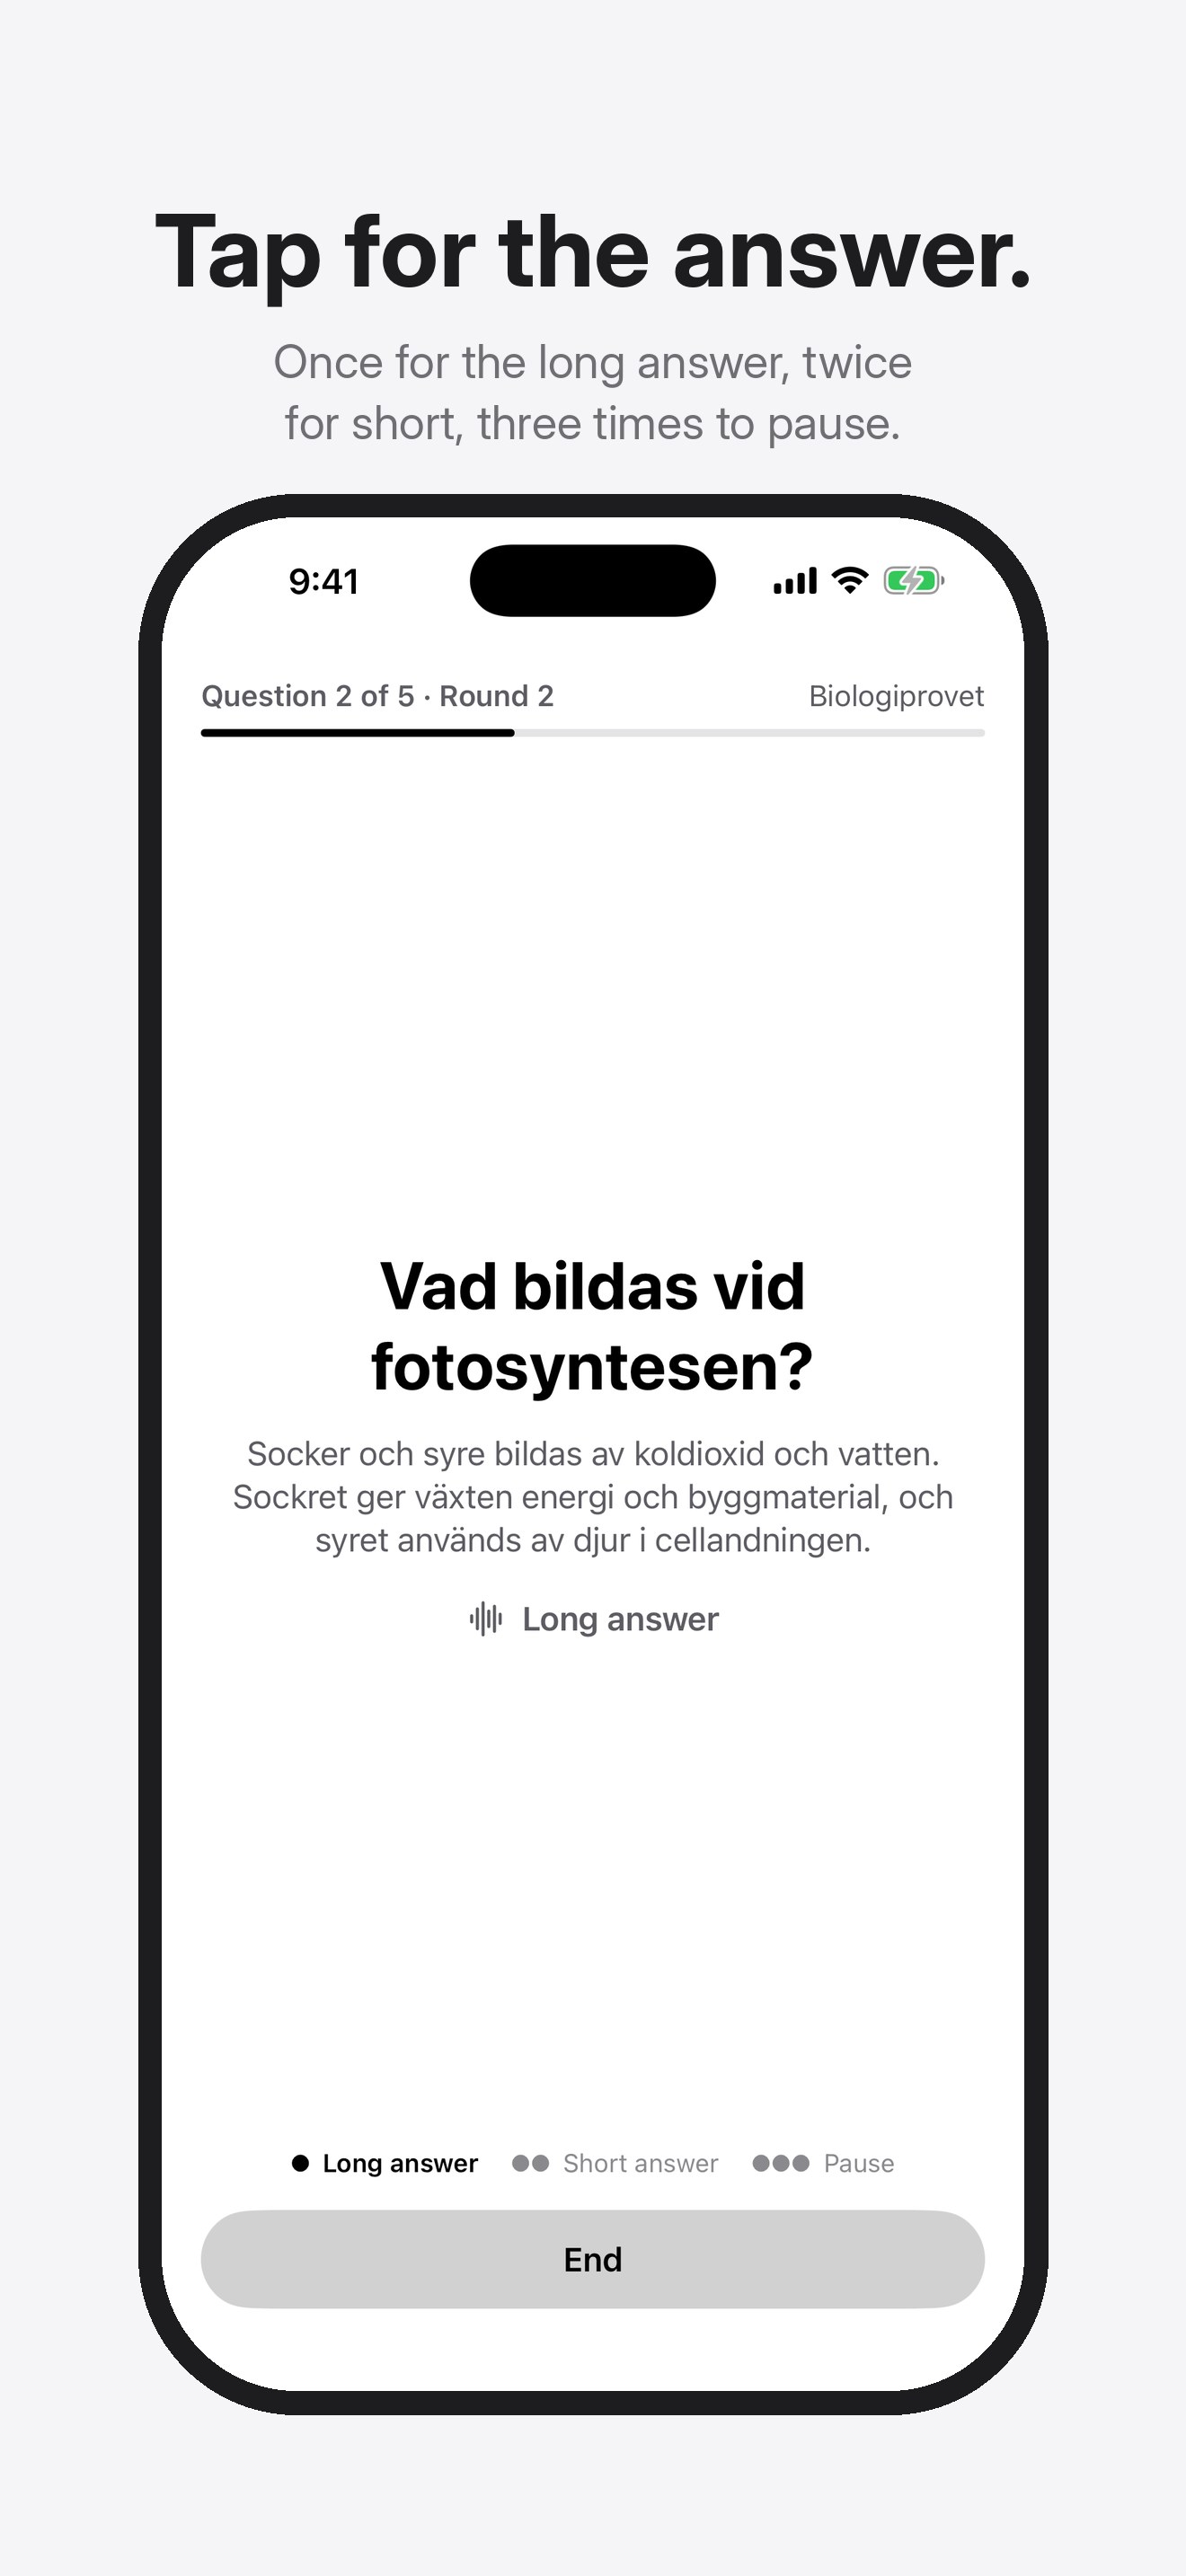 Tap for the answer.
Once for the long answer, twice
for short, three times to pause.
9:41
Question 2 of 5 · Round 2
Biologiprovet
Vad bildas vid
fotosyntesen?
Socker och syre bildas av koldioxid och vatten.
Sockret ger växten energi och byggmaterial, och
syret används av djur i cellandningen.
Long answer
Long answer
Short answer
Pause
End